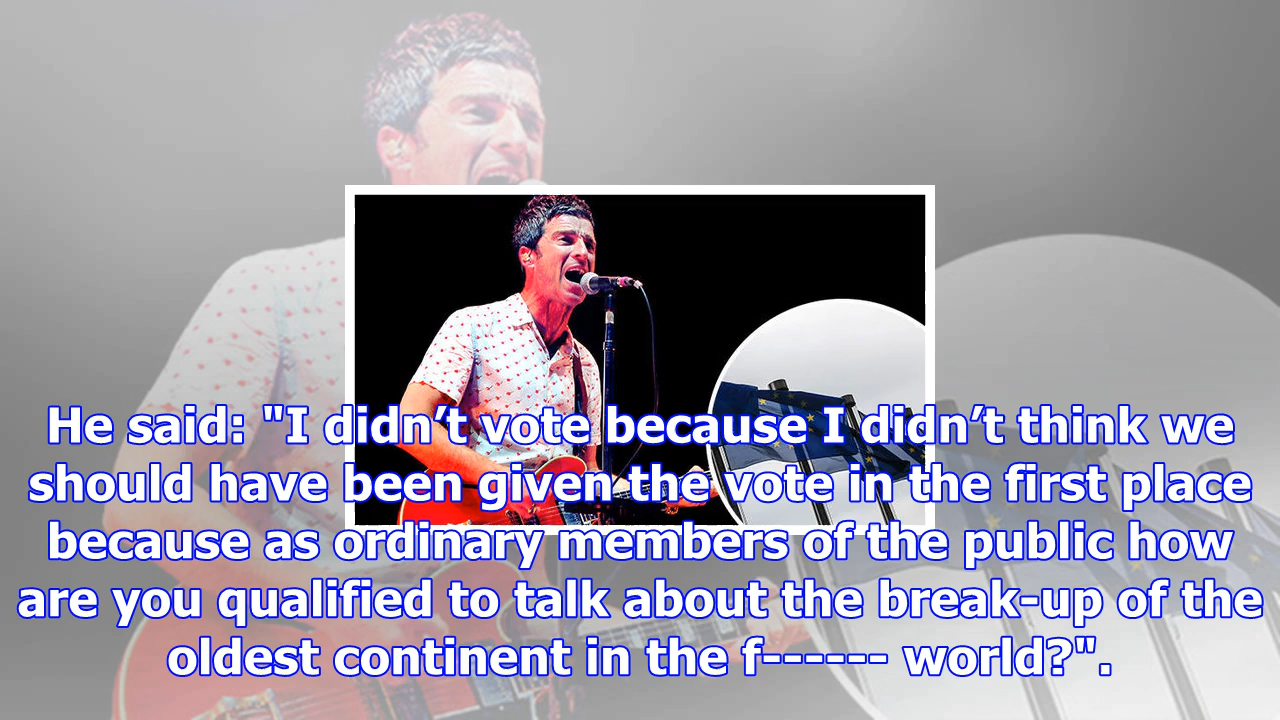 He said: "I didn’t vote because I didn’t think we
should have been given the vote in the first place
because as ordinary members of the public how
are you qualified to talk about the break-up of the
oldest continent in the f------ world?".